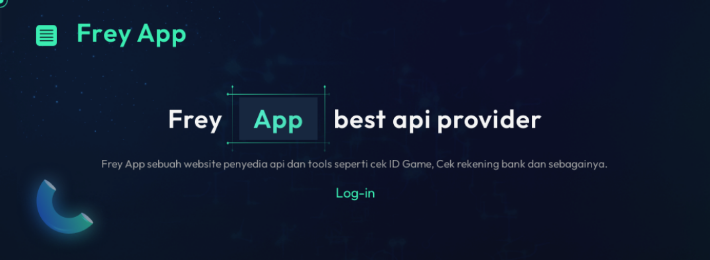 Frey App
Frey App best api provider
Frey App sebuah website penyedia api dan tools seperti cek ID Game, Cek rekening bank dan sebagainya.
Log-in